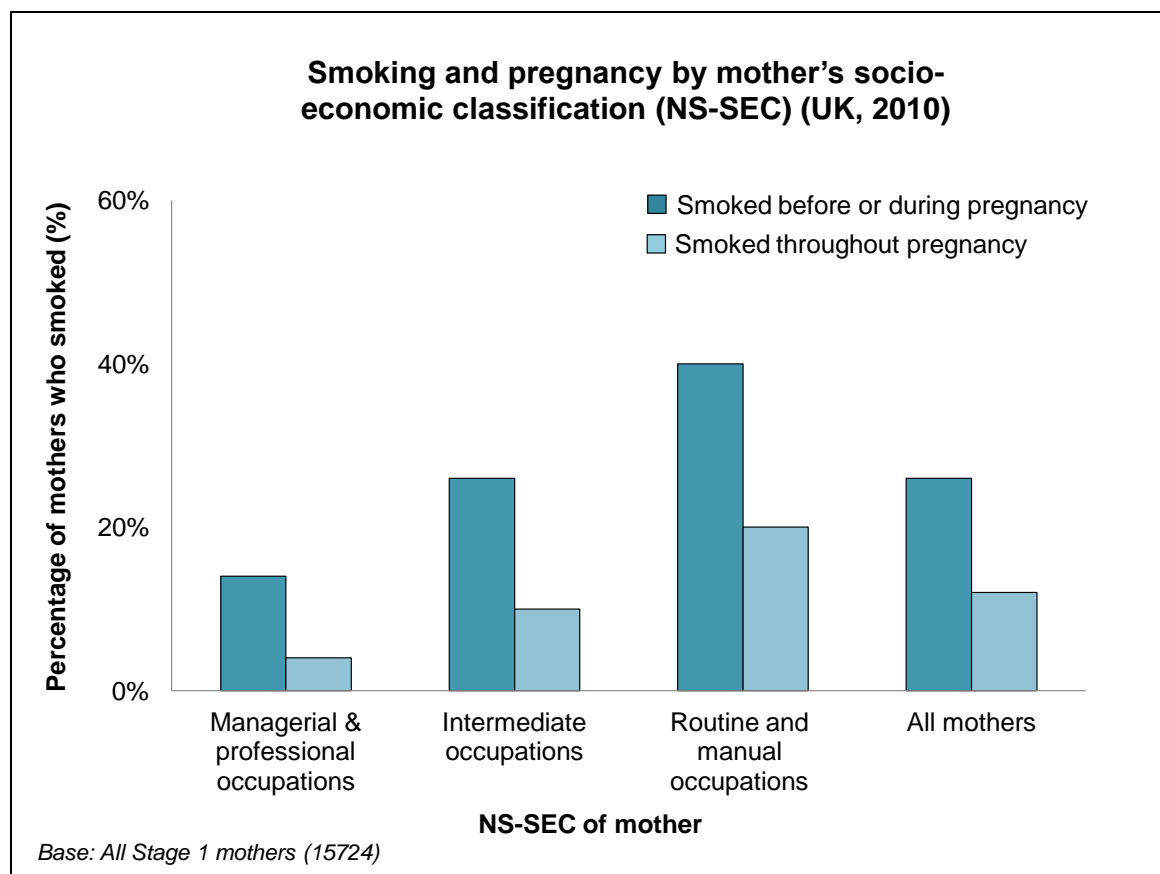 Smoking and pregnancy by mother's socio-
economic classification (NS-SEC) (UK, 2010)
Percentage of mothers who smoked (%)
60%
40%
20%
0%
Smoked before or during pregnancy
Smoked throughout pregnancy
Managerial &
professional
occupations
Intermediate
occupations
Routine and
manual
occupations
All mothers
NS-SEC of mother
Base: All Stage 1 mothers (15724)